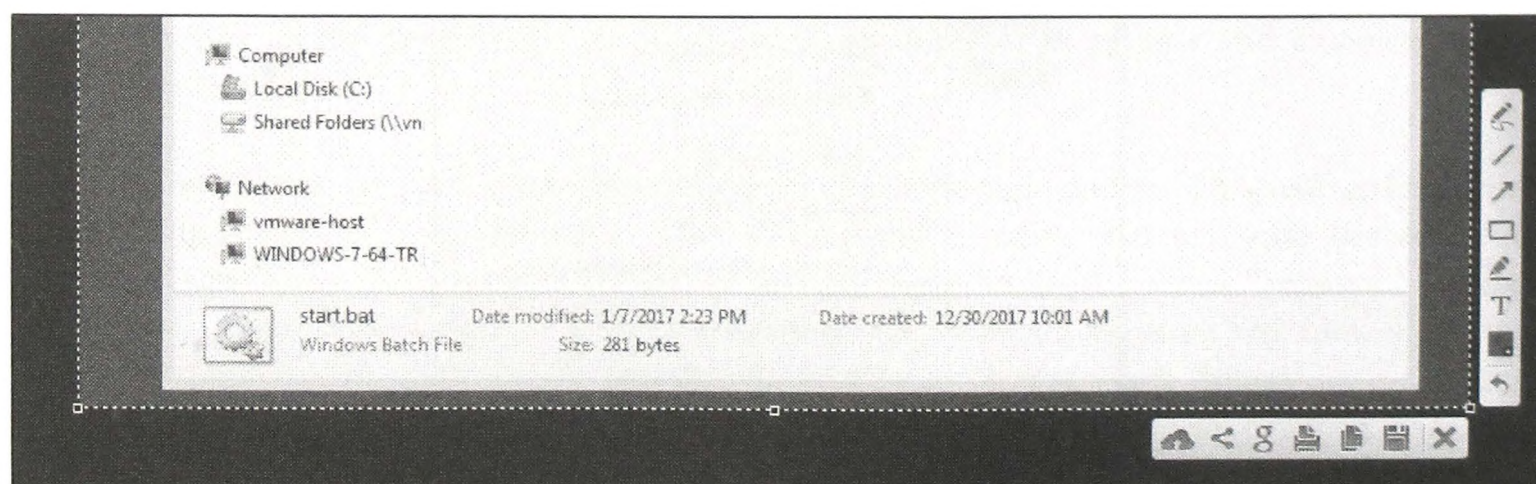 Computer
Local Disk (C:)
Shared Folders (\\vn
Network
vmware-host
WINDOWS-7-64-TR
start.bat Date modified: 1/7/2017 2:23 PM Date created: 12/30/2017 10:01 AM
Windows Batch File Size: 281 bytes
T
g